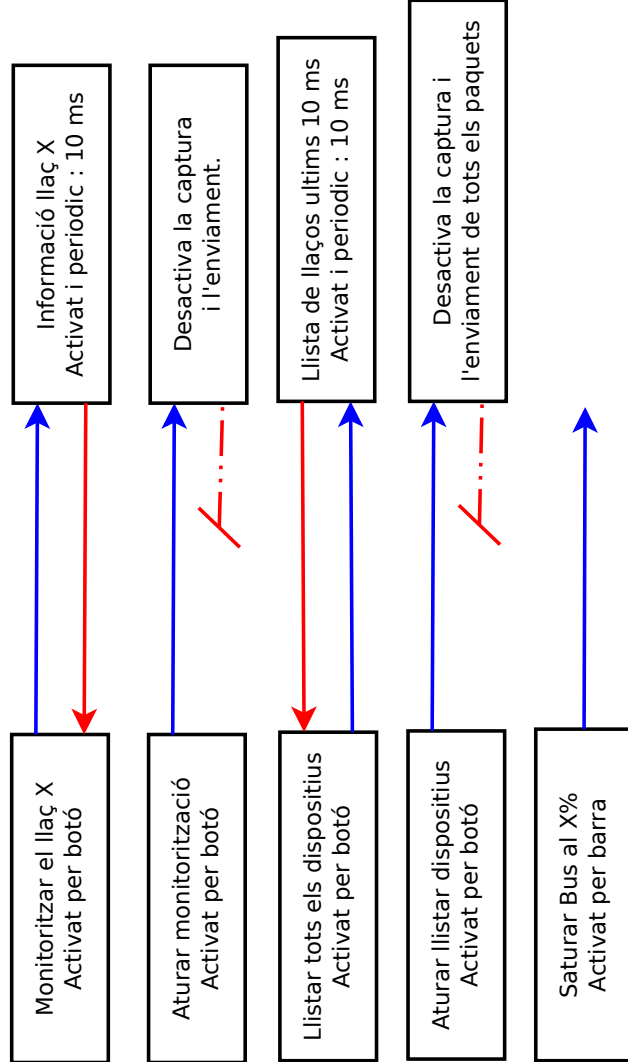 Monitoritzar el llaç X
Activat per botó
Informació llaç X
Activat i periodic : 10 ms
Aturar monitorització
Activat per botó
Desactiva la captura
i l'enviament.
Llistar tots els dispositius
Activat per botó
Llista de llaços ultims 10 ms
Activat i periodic : 10 ms
Aturar llistar dispositius
Activat per botó
Desactiva la captura i
l'enviament de tots els paquets
Saturar Bus al X%
Activat per barra